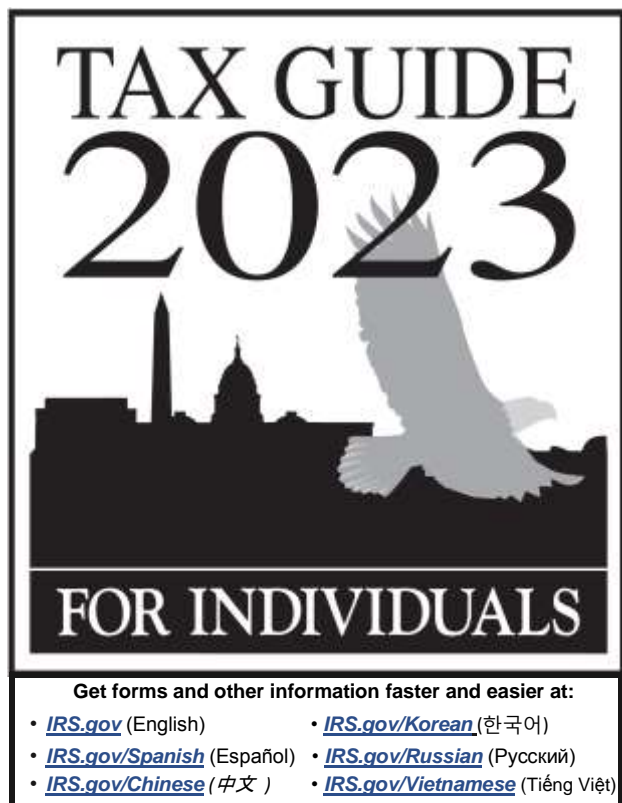 TAX GUIDE
2023
FOR INDIVIDUALS
Get forms and other information faster and easier at:
• IRS.gov (English)
• IRS.gov/Korean (한국어)
• IRS.gov/Spanish (Español)
• IRS.gov/Russian (Pусский)
• IRS.gov/Chinese (中文 )
• IRS.gov/Vietnamese (Tiếng Việt)